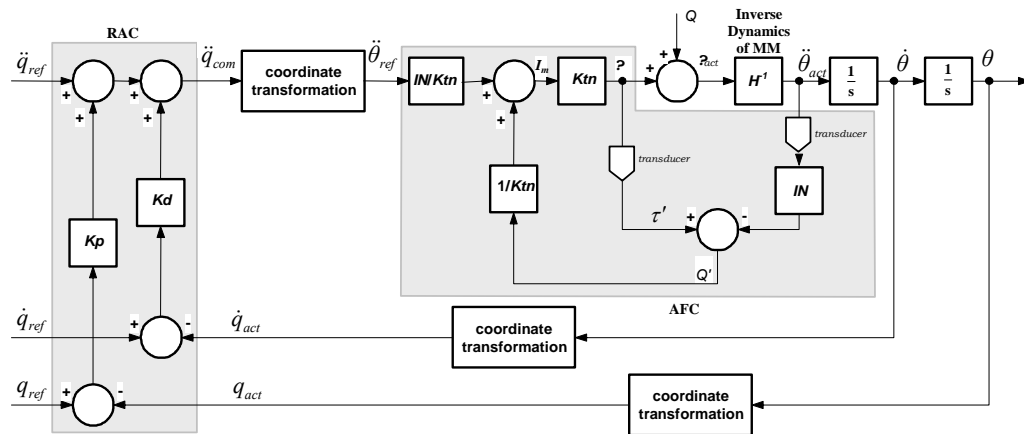 RAC
Q
Inverse
Dynamics
of MM
q̈ref
+
+
+
+
q̈com
coordinate
transformation
θ̈ref
IN/Ktn
+
+
Im
Ktn
?
+
+
?act
H-1
θ̈act
1
s
θ̇
1
s
θ
transducer
transducer
Kp
Kd
1/Ktn
IN
τ'
+
-
Q'
AFC
q̇ref
+
-
q̇act
coordinate
transformation
qref
+
-
qact
coordinate
transformation